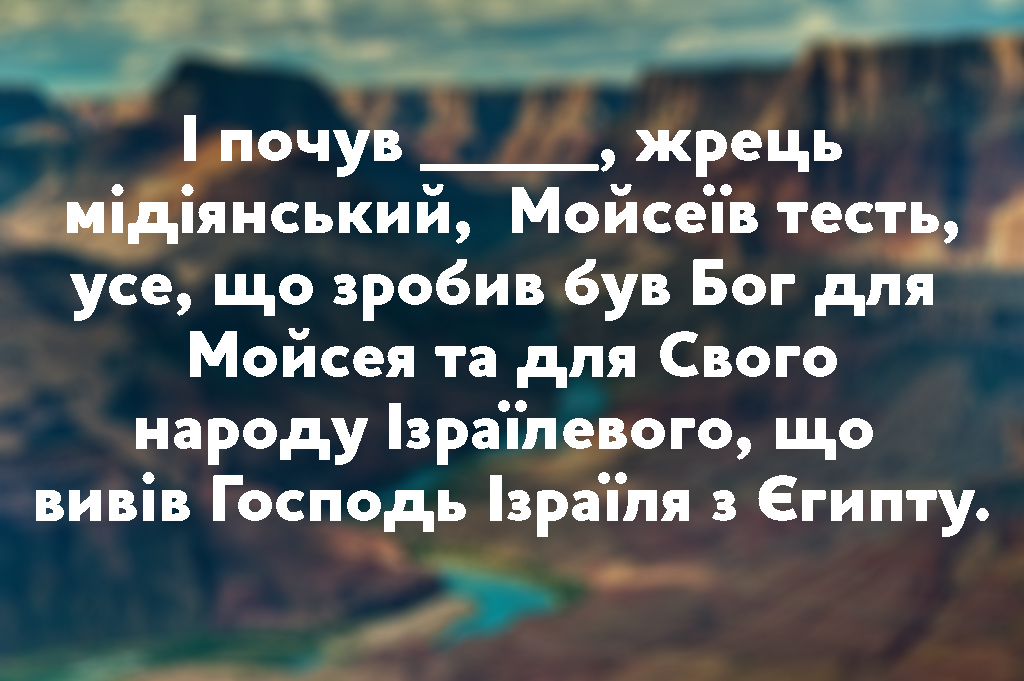 І почув ______, жрець
мідіянський, Мойсеїв тесть,
усе, що зробив був Бог для
Мойсея та для Свого
народу Ізраїлевого, що
вивів Господь Ізраїля з Єгипту.